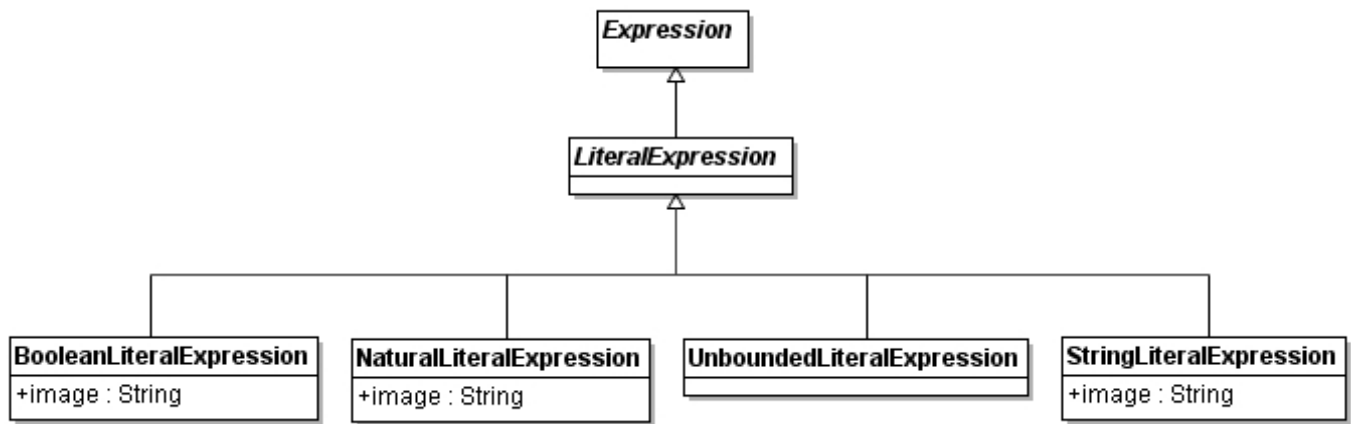 Expression
LiteralExpression
BooleanLiteralExpression
+image : String
NaturalLiteralExpression
+image : String
UnboundedLiteralExpression
StringLiteralExpression
+image : String